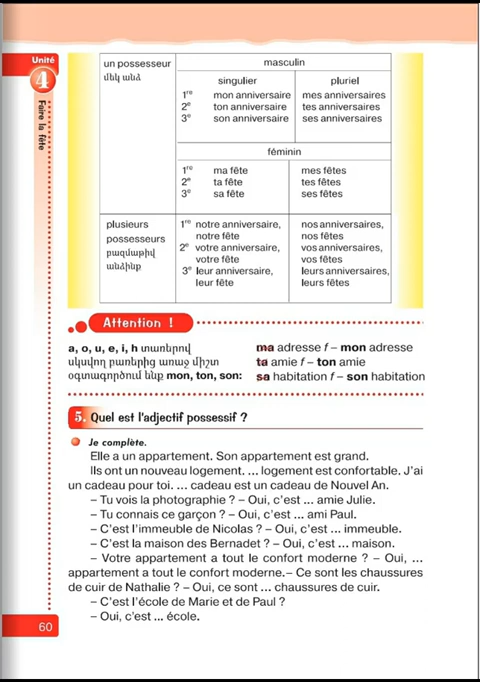 Unité
4
Faire la fête
un possesseur
մեկ անձ
masculin
singulier pluriel
1re mon anniversaire mes anniversaires
2e ton anniversaire tes anniversaires
3e son anniversaire ses anniversaires
féminin
1re ma fête mes fêtes
2e ta fête tes fêtes
3e sa fête ses fêtes
plusieurs
possesseurs
բազմաթիվ
անձինք
1re notre anniversaire, nos anniversaires,
notre fête nos fêtes
2e votre anniversaire, vos anniversaires,
votre fête vos fêtes
3e leur anniversaire, leurs anniversaires,
leur fête leurs fêtes
Attention !
a, o, u, e, i, h տառերով
սկսվող բառերից առաջ միշտ
օգտագործում ենք mon, ton, son:
ma adresse f – mon adresse
ta amie f – ton amie
sa habitation f – son habitation
5. Quel est l'adjectif possessif ?
Je complète.
Elle a un appartement. Son appartement est grand.
Ils ont un nouveau logement. ... logement est confortable. J'ai
un cadeau pour toi. ... cadeau est un cadeau de Nouvel An.
– Tu vois la photographie ? – Oui, c'est ... amie Julie.
– Tu connais ce garçon ? – Oui, c'est ... ami Paul.
– C'est l'immeuble de Nicolas ? – Oui, c'est ... immeuble.
– C'est la maison des Bernadet ? – Oui, c'est ... maison.
– Votre appartement a tout le confort moderne ? – Oui, ...
appartement a tout le confort moderne.– Ce sont les chaussures
de cuir de Nathalie ? – Oui, ce sont ... chaussures de cuir.
– C'est l'école de Marie et de Paul ?
– Oui, c'est ... école.
60